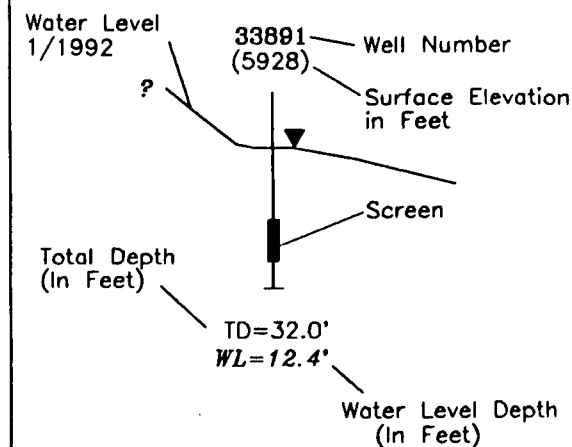 Water Level
1/1992
?
33891
(5928)
Well Number
Surface Elevation
in Feet
Screen
Total Depth
(In Feet)
TD=32.0'
WL=12.4'
Water Level Depth
(In Feet)